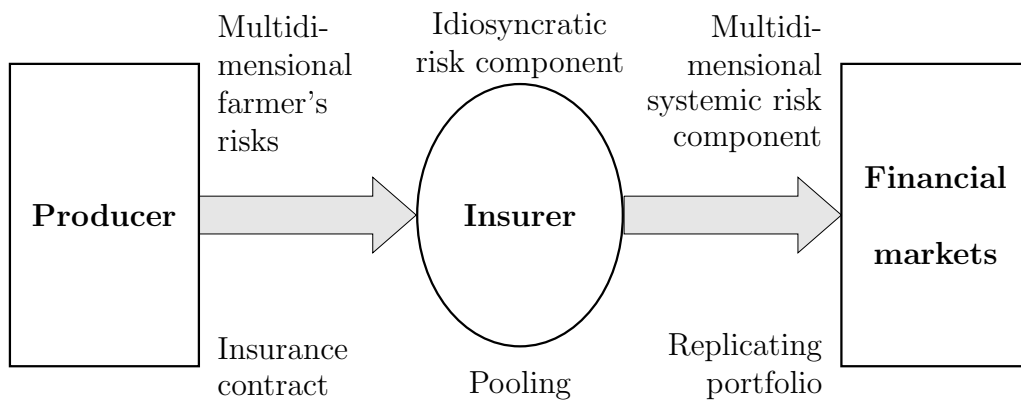 Multidi-
mensional
farmer's
risks
Idiosyncratic
risk component
Multidi-
mensional
systemic risk
component
Producer
Insurer
Financial
markets
Insurance
contract
Pooling
Replicating
portfolio